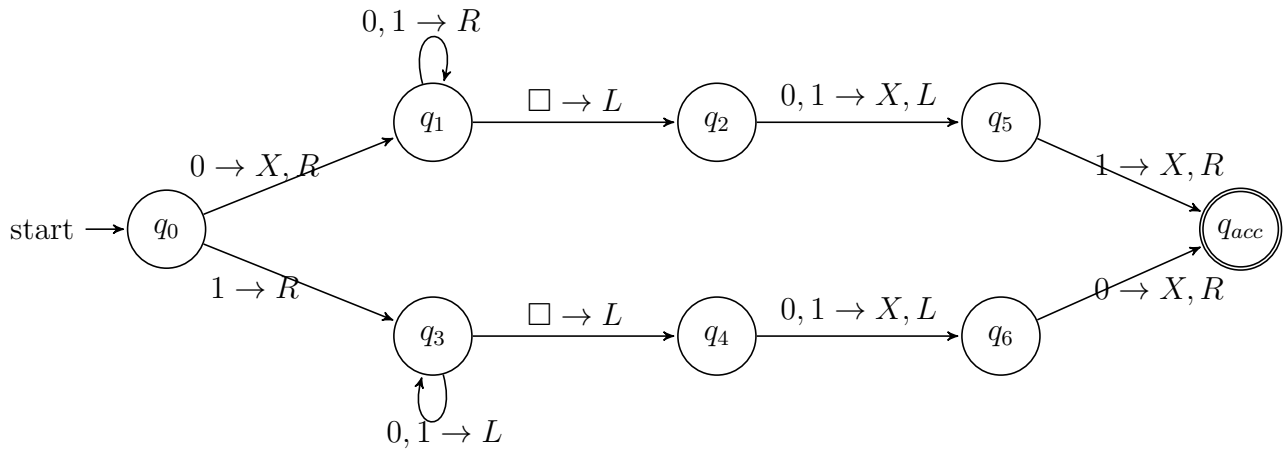 0, 1 → R
□ → L
0, 1 → X, L
q₁
q₂
q₅
0 → X, R
1 → X, R
start
q₀
q_acc
1 → R
0 → X, R
□ → L
0, 1 → X, L
q₃
q₄
q₆
0, 1 → L